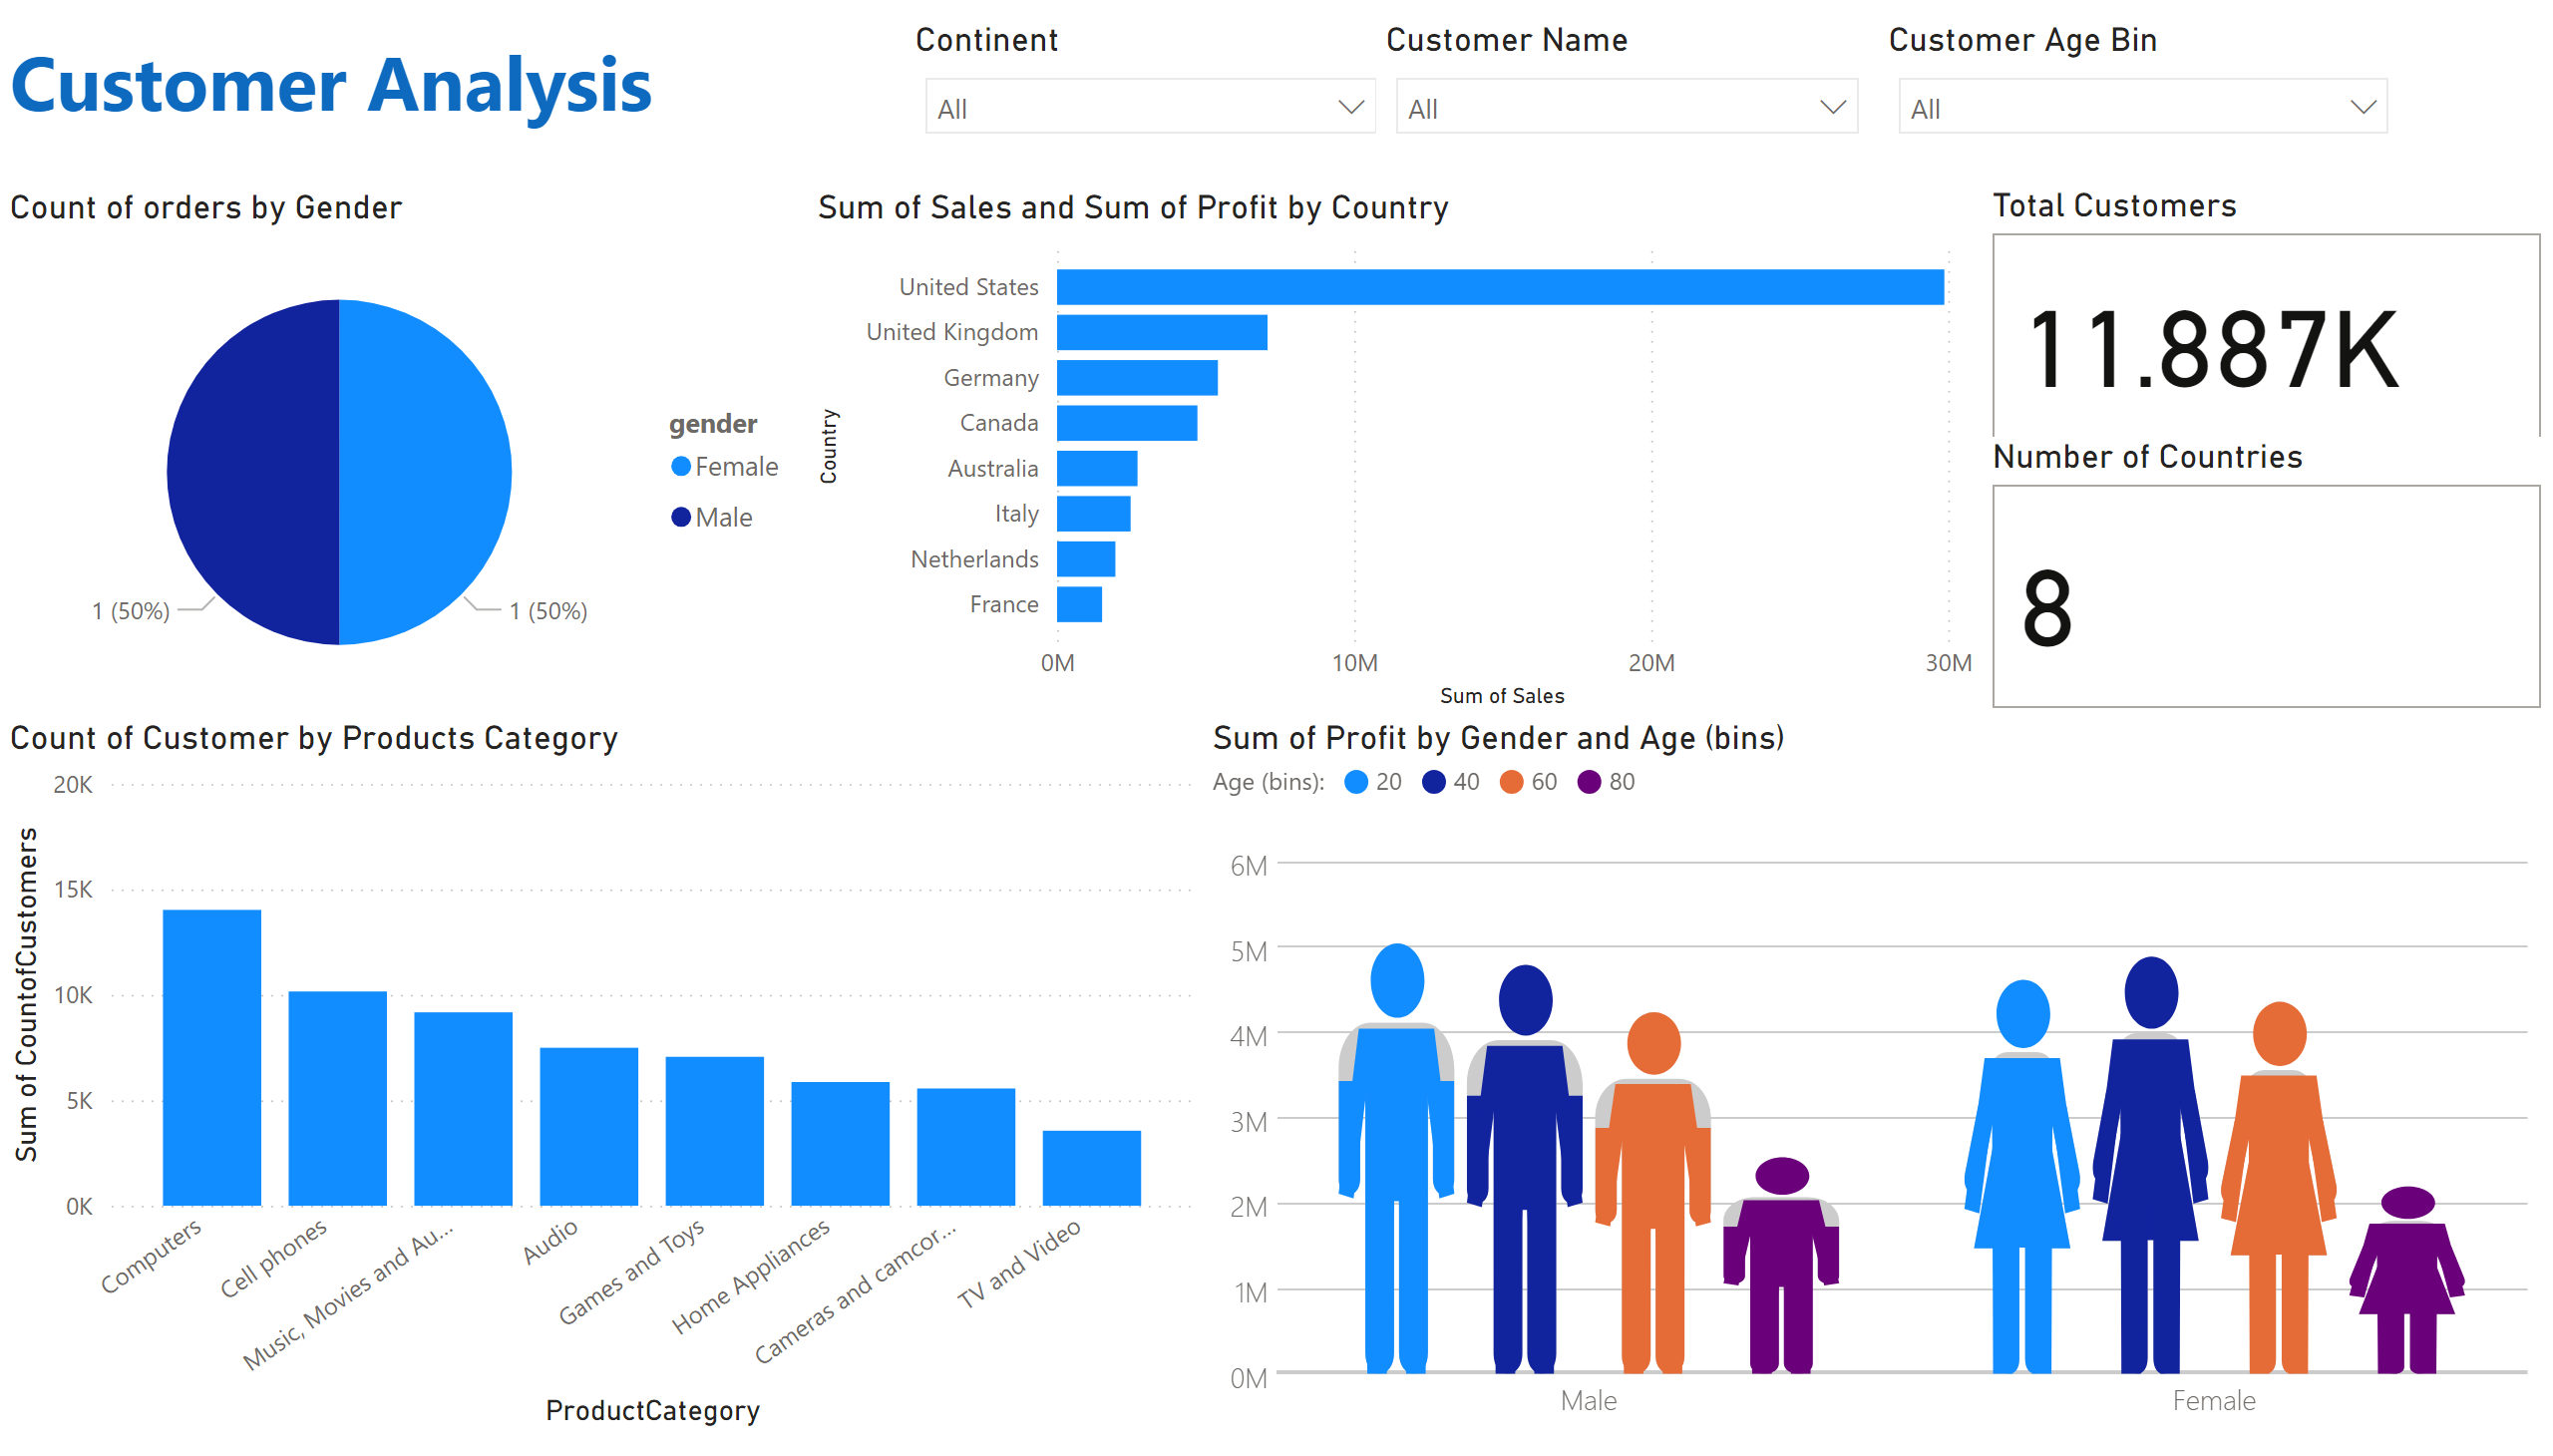 Customer Analysis
Continent
All
Customer Name
All
Customer Age Bin
All
Count of orders by Gender
1 (50%)
1 (50%)
gender
Female
Male
Sum of Sales and Sum of Profit by Country
Country
United States
United Kingdom
Germany
Canada
Australia
Italy
Netherlands
France
0M 10M 20M 30M
Sum of Sales
Total Customers
11.887K
Number of Countries
8
Count of Customer by Products Category
Sum of CountofCustomers
20K
15K
10K
5K
0K
Computers
Cell phones
Music, Movies and Au...
Audio
Games and Toys
Home Appliances
Cameras and camcor...
TV and Video
ProductCategory
Sum of Profit by Gender and Age (bins)
Age (bins): 20 40 60 80
6M
5M
4M
3M
2M
1M
0M
Male Female